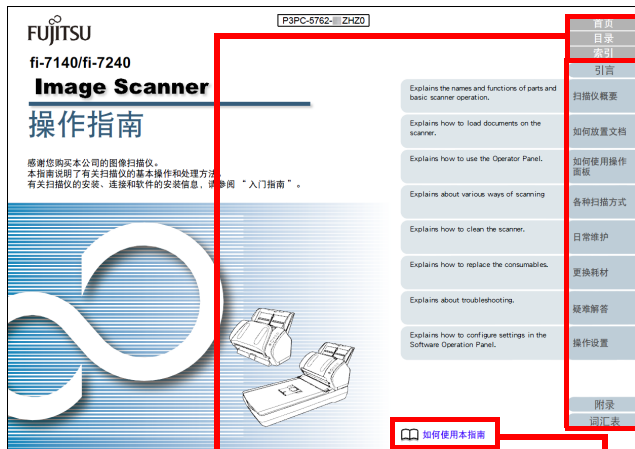 P3PC-5762- ZHZ0
FUJITSU
fi-7140/fi-7240
Image Scanner
操作指南
感谢您购买本公司的图像扫描仪。
本指南说明了有关扫描仪的基本操作和处理方法。
有关扫描仪的安装、连接和软件的安装信息，请参阅 “ 入门指南 ”。
首页
目录
索引
引言
Explains the names and functions of parts and
basic scanner operation.
扫描仪概要
Explains how to load documents on the
scanner.
如何放置文档
Explains how to use the Operator Panel.
如何使用操作
面板
Explains about various ways of scanning
各种扫描方式
Explains how to clean the scanner.
日常维护
Explains how to replace the consumables.
更换耗材
Explains about troubleshooting.
疑难解答
Explains how to configure settings in the
Software Operation Panel.
操作设置
附录
词汇表
如何使用本指南